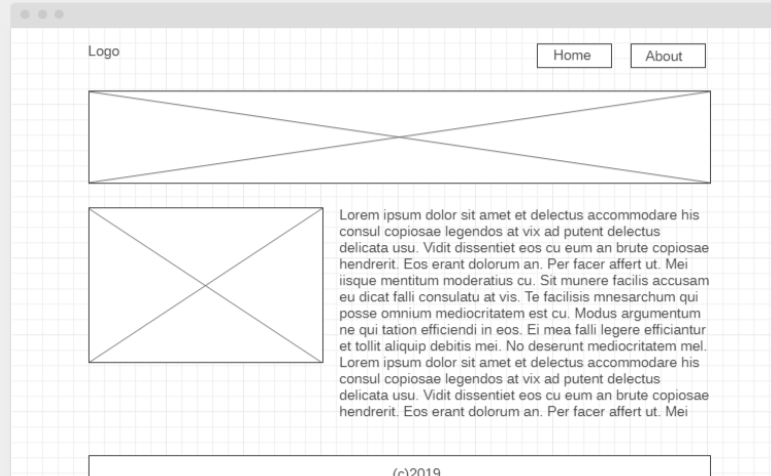 Logo
Home
About
Lorem ipsum dolor sit amet et delectus accommodare his
consul copiosae legendos at vix ad putent delectus
delicata usu. Vidit dissentiet eos cu eum an brute copiosae
hendrerit. Eos erant dolorum an. Per facer affert ut. Mei
iisque mentitum moderatius cu. Sit munere facilis accusam
eu dicat falli consulatu at vis. Te facilisis mnesarchum qui
posse omnium mediocritatem est cu. Modus argumentum
ne qui tation efficiendi in eos. Ei mea falli legere efficiantur
et tollit aliquip debitis mei. No deserunt mediocritatem mel.
Lorem ipsum dolor sit amet et delectus accommodare his
consul copiosae legendos at vix ad putent delectus
delicata usu. Vidit dissentiet eos cu eum an brute copiosae
hendrerit. Eos erant dolorum an. Per facer affert ut. Mei
(c)2019